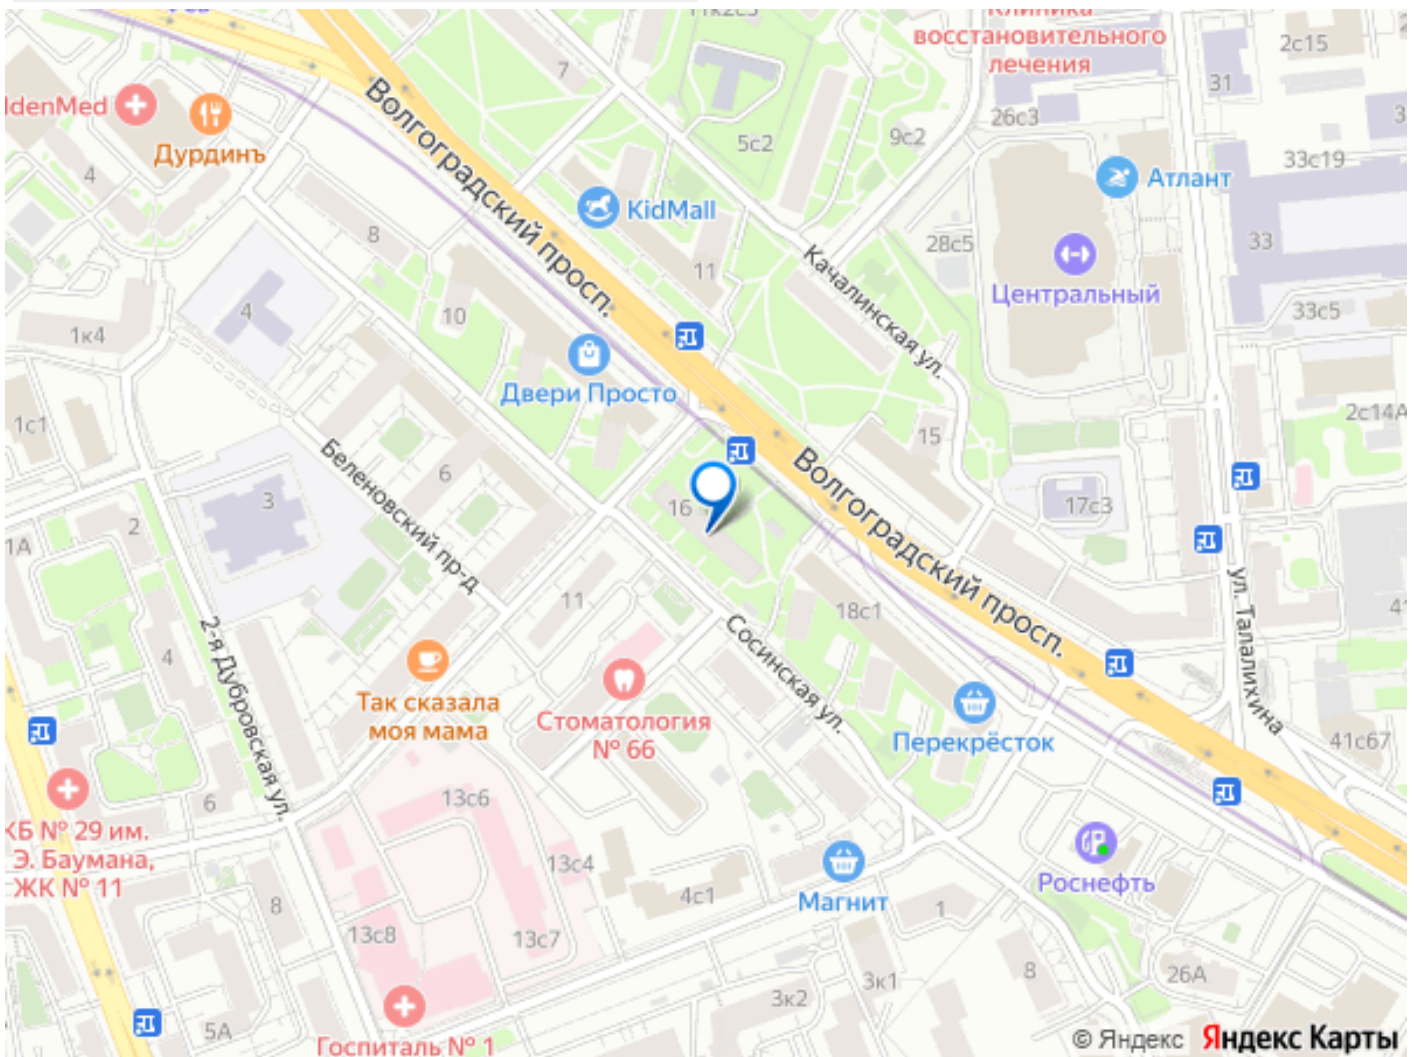 7
2с15
восстановительного
лечения
31
26с3
ldenMed
Дурдинъ
4
5с2
9с2
33с19
Атлант
33
Волгоградский просп.
KidMall
8
11
28с5
Центральный
Качалинская ул.
33с5
4
10
1к4
Двери Просто
1с1
2с14А
15
Беленовский пр-д
6
3
16
17с3
2
1А
Волгоградский просп.
ул. Талалихина
11
18с1
2-я Дубровская ул.
4
Сосинская ул.
Так сказала
моя мама
Стоматология
№ 66
Перекрёсток
41с67
6
13с6
КБ № 29 им.
Э. Баумана,
ЖК № 11
13с4
Роснефть
4с1
Магнит
1
8
13с8
13с7
8
26А
3к1
3к2
5А
Госпиталь № 1
© Яндекс Яндекс Карты